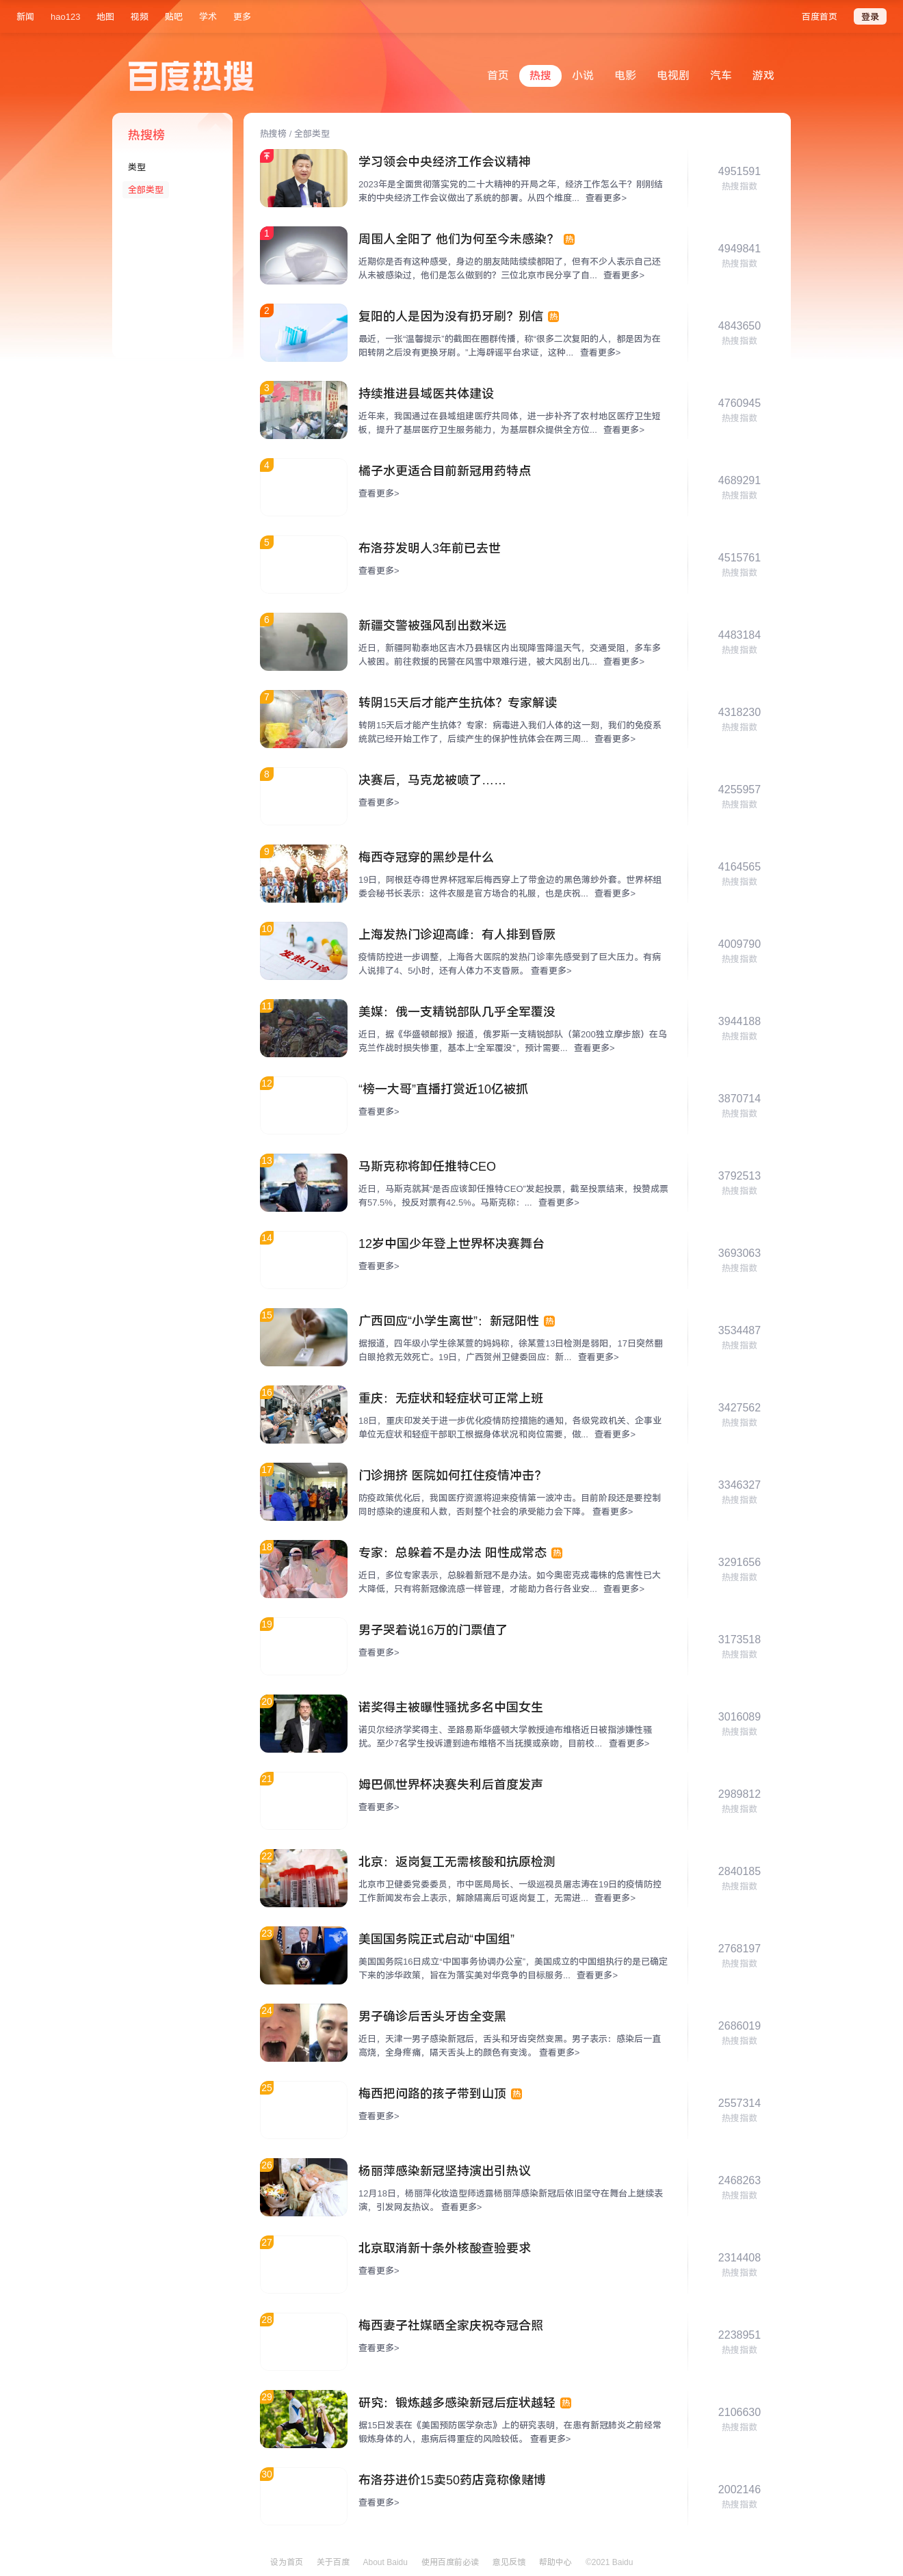 新闻 hao123 地图 视频 贴吧 学术 更多 百度首页 登录
百度热搜
首页 热搜 小说 电影 电视剧 汽车 游戏
热搜榜
类型
全部类型
热搜榜 / 全部类型
学习领会中央经济工作会议精神
2023年是全面贯彻落实党的二十大精神的开局之年，经济工作怎么干？刚刚结
束的中央经济工作会议做出了系统的部署。从四个维度... 查看更多>
4951591
热搜指数
1
周围人全阳了 他们为何至今未感染？ 热
近期你是否有这种感受，身边的朋友陆陆续续都阳了，但有不少人表示自己还
从未被感染过，他们是怎么做到的？三位北京市民分享了自... 查看更多>
4949841
热搜指数
2
复阳的人是因为没有扔牙刷？别信 热
最近，一张“温馨提示”的截图在圈群传播，称“很多二次复阳的人，都是因为在
阳转阴之后没有更换牙刷。”上海辟谣平台求证，这种... 查看更多>
4843650
热搜指数
3
持续推进县域医共体建设
近年来，我国通过在县域组建医疗共同体，进一步补齐了农村地区医疗卫生短
板，提升了基层医疗卫生服务能力，为基层群众提供全方位... 查看更多>
4760945
热搜指数
4
橘子水更适合目前新冠用药特点
查看更多>
4689291
热搜指数
5
布洛芬发明人3年前已去世
查看更多>
4515761
热搜指数
6
新疆交警被强风刮出数米远
近日，新疆阿勒泰地区吉木乃县辖区内出现降雪降温天气，交通受阻，多车多
人被困。前往救援的民警在风雪中艰难行进，被大风刮出几... 查看更多>
4483184
热搜指数
7
转阴15天后才能产生抗体？专家解读
转阴15天后才能产生抗体？专家：病毒进入我们人体的这一刻，我们的免疫系
统就已经开始工作了，后续产生的保护性抗体会在两三周... 查看更多>
4318230
热搜指数
8
决赛后，马克龙被喷了……
查看更多>
4255957
热搜指数
9
梅西夺冠穿的黑纱是什么
19日，阿根廷夺得世界杯冠军后梅西穿上了带金边的黑色薄纱外套。世界杯组
委会秘书长表示：这件衣服是官方场合的礼服，也是庆祝... 查看更多>
4164565
热搜指数
10
上海发热门诊迎高峰：有人排到昏厥
疫情防控进一步调整，上海各大医院的发热门诊率先感受到了巨大压力。有病
人说排了4、5小时，还有人体力不支昏厥。 查看更多>
发热门诊
4009790
热搜指数
11
美媒：俄一支精锐部队几乎全军覆没
近日，据《华盛顿邮报》报道，俄罗斯一支精锐部队（第200独立摩步旅）在乌
克兰作战时损失惨重，基本上“全军覆没”，预计需要... 查看更多>
3944188
热搜指数
12
“榜一大哥”直播打赏近10亿被抓
查看更多>
3870714
热搜指数
13
马斯克称将卸任推特CEO
近日，马斯克就其“是否应该卸任推特CEO”发起投票，截至投票结束，投赞成票
有57.5%，投反对票有42.5%。马斯克称：... 查看更多>
3792513
热搜指数
14
12岁中国少年登上世界杯决赛舞台
查看更多>
3693063
热搜指数
15
广西回应“小学生离世”：新冠阳性 热
据报道，四年级小学生徐某萱的妈妈称，徐某萱13日检测是弱阳，17日突然翻
白眼抢救无效死亡。19日，广西贺州卫健委回应：新... 查看更多>
3534487
热搜指数
16
重庆：无症状和轻症状可正常上班
18日，重庆印发关于进一步优化疫情防控措施的通知，各级党政机关、企事业
单位无症状和轻症干部职工根据身体状况和岗位需要，做... 查看更多>
3427562
热搜指数
17
门诊拥挤 医院如何扛住疫情冲击？
防疫政策优化后，我国医疗资源将迎来疫情第一波冲击。目前阶段还是要控制
同时感染的速度和人数，否则整个社会的承受能力会下降。 查看更多>
3346327
热搜指数
18
专家：总躲着不是办法 阳性成常态 热
近日，多位专家表示，总躲着新冠不是办法。如今奥密克戎毒株的危害性已大
大降低，只有将新冠像流感一样管理，才能助力各行各业安... 查看更多>
3291656
热搜指数
19
男子哭着说16万的门票值了
查看更多>
3173518
热搜指数
20
诺奖得主被曝性骚扰多名中国女生
诺贝尔经济学奖得主、圣路易斯华盛顿大学教授迪布维格近日被指涉嫌性骚
扰。至少7名学生投诉遭到迪布维格不当抚摸或亲吻，目前校... 查看更多>
3016089
热搜指数
21
姆巴佩世界杯决赛失利后首度发声
查看更多>
2989812
热搜指数
22
北京：返岗复工无需核酸和抗原检测
北京市卫健委党委委员，市中医局局长、一级巡视员屠志涛在19日的疫情防控
工作新闻发布会上表示，解除隔离后可返岗复工，无需进... 查看更多>
2840185
热搜指数
23
美国国务院正式启动“中国组”
美国国务院16日成立“中国事务协调办公室”，美国成立的中国组执行的是已确定
下来的涉华政策，旨在为落实美对华竞争的目标服务... 查看更多>
2768197
热搜指数
24
男子确诊后舌头牙齿全变黑
近日，天津一男子感染新冠后，舌头和牙齿突然变黑。男子表示：感染后一直
高烧，全身疼痛，隔天舌头上的颜色有变浅。 查看更多>
2686019
热搜指数
25
梅西把问路的孩子带到山顶 热
查看更多>
2557314
热搜指数
26
杨丽萍感染新冠坚持演出引热议
12月18日，杨丽萍化妆造型师透露杨丽萍感染新冠后依旧坚守在舞台上继续表
演，引发网友热议。 查看更多>
2468263
热搜指数
27
北京取消新十条外核酸查验要求
查看更多>
2314408
热搜指数
28
梅西妻子社媒晒全家庆祝夺冠合照
查看更多>
2238951
热搜指数
29
研究：锻炼越多感染新冠后症状越轻 热
据15日发表在《美国预防医学杂志》上的研究表明，在患有新冠肺炎之前经常
锻炼身体的人，患病后得重症的风险较低。 查看更多>
2106630
热搜指数
30
布洛芬进价15卖50药店竟称像赌博
查看更多>
2002146
热搜指数
设为首页 关于百度 About Baidu 使用百度前必读 意见反馈 帮助中心 ©2021 Baidu